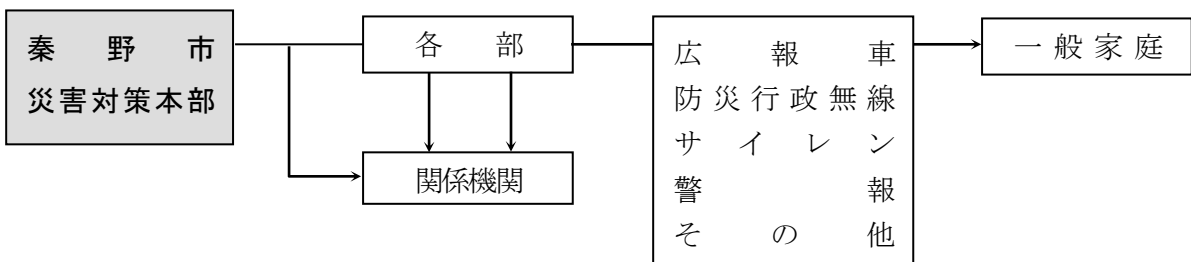 秦野市
災害対策本部
各部
関係機関
広報車
防災行政無線
サイレン
警報
その他
一般家庭